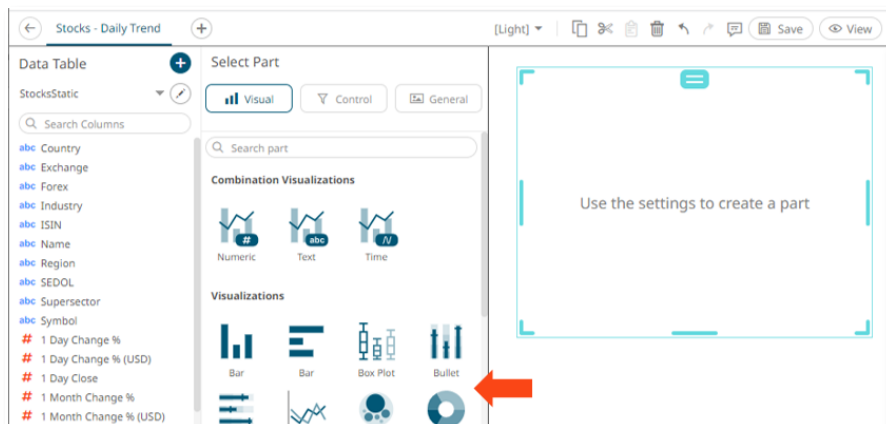 Stocks - Daily Trend
[Light]
Save
View
Data Table
StocksStatic
Search Columns
abc Country
abc Exchange
abc Forex
abc Industry
abc ISIN
abc Name
abc Region
abc SEDOL
abc Supersector
abc Symbol
# 1 Day Change %
# 1 Day Change % (USD)
# 1 Day Close
# 1 Month Change %
# 1 Month Change % (USD)
Select Part
Visual
Control
General
Search part
Combination Visualizations
#
abc
N
Numeric
Text
Time
Visualizations
Bar
Bar
Box Plot
Bullet
Use the settings to create a part